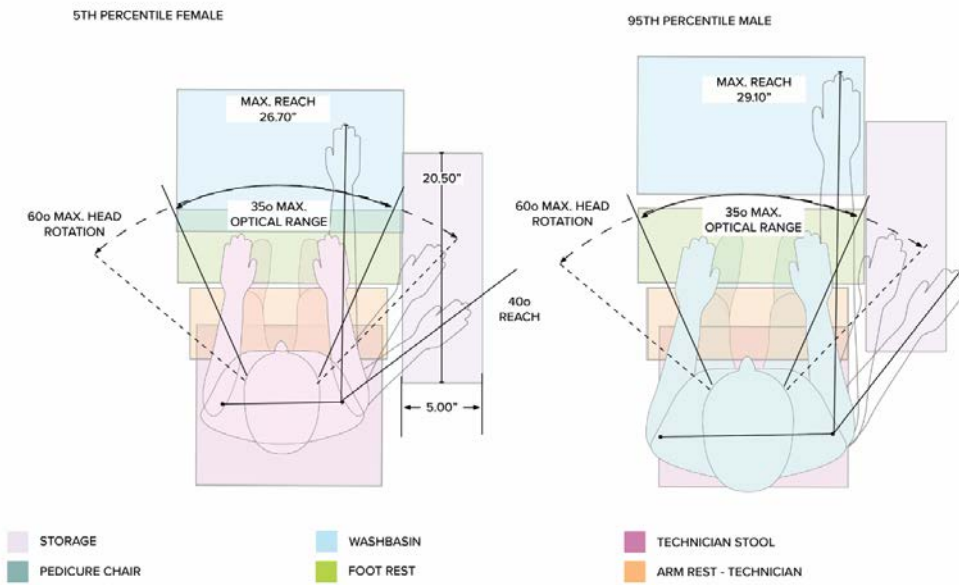 5TH PERCENTILE FEMALE
95TH PERCENTILE MALE
MAX. REACH
26.70"
20.50"
60o MAX. HEAD
ROTATION
35o MAX.
OPTICAL RANGE
40o
REACH
5.00"
MAX. REACH
29.10"
60o MAX. HEAD
ROTATION
35o MAX.
OPTICAL RANGE
STORAGE
WASHBASIN
TECHNICIAN STOOL
PEDICURE CHAIR
FOOT REST
ARM REST - TECHNICIAN